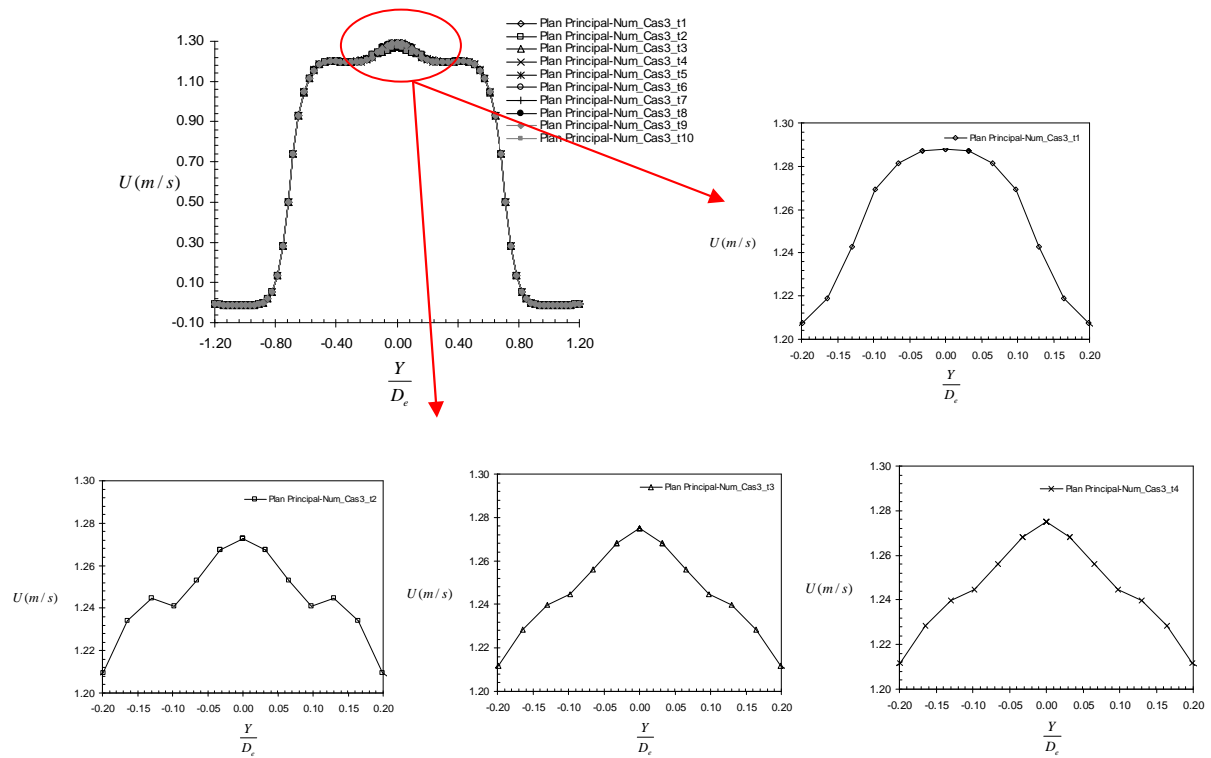 1.30
1.10
0.90
0.70
U(m/s)
0.50
0.30
0.10
-0.10
-1.20 -0.80 -0.40 0.00 0.40 0.80 1.20
Y
D_e
Plan Principal-Num_Cas3_t1
Plan Principal-Num_Cas3_t2
Plan Principal-Num_Cas3_t3
Plan Principal-Num_Cas3_t4
Plan Principal-Num_Cas3_t5
Plan Principal-Num_Cas3_t6
Plan Principal-Num_Cas3_t7
Plan Principal-Num_Cas3_t8
Plan Principal-Num_Cas3_t9
Plan Principal-Num_Cas3_t10
1.30
Plan Principal-Num_Cas3_t1
1.28
1.26
U(m/s)
1.24
1.22
1.20
-0.20 -0.15 -0.10 -0.05 0.00 0.05 0.10 0.15 0.20
Y
D_e
1.30
Plan Principal-Num_Cas3_t2
1.28
1.26
U(m/s)
1.24
1.22
1.20
-0.20 -0.15 -0.10 -0.05 0.00 0.05 0.10 0.15 0.20
Y
D_e
1.30
Plan Principal-Num_Cas3_t3
1.28
1.26
U(m/s)
1.24
1.22
1.20
-0.20 -0.15 -0.10 -0.05 0.00 0.05 0.10 0.15 0.20
Y
D_e
1.30
Plan Principal-Num_Cas3_t4
1.28
1.26
U(m/s)
1.24
1.22
1.20
-0.20 -0.15 -0.10 -0.05 0.00 0.05 0.10 0.15 0.20
Y
D_e